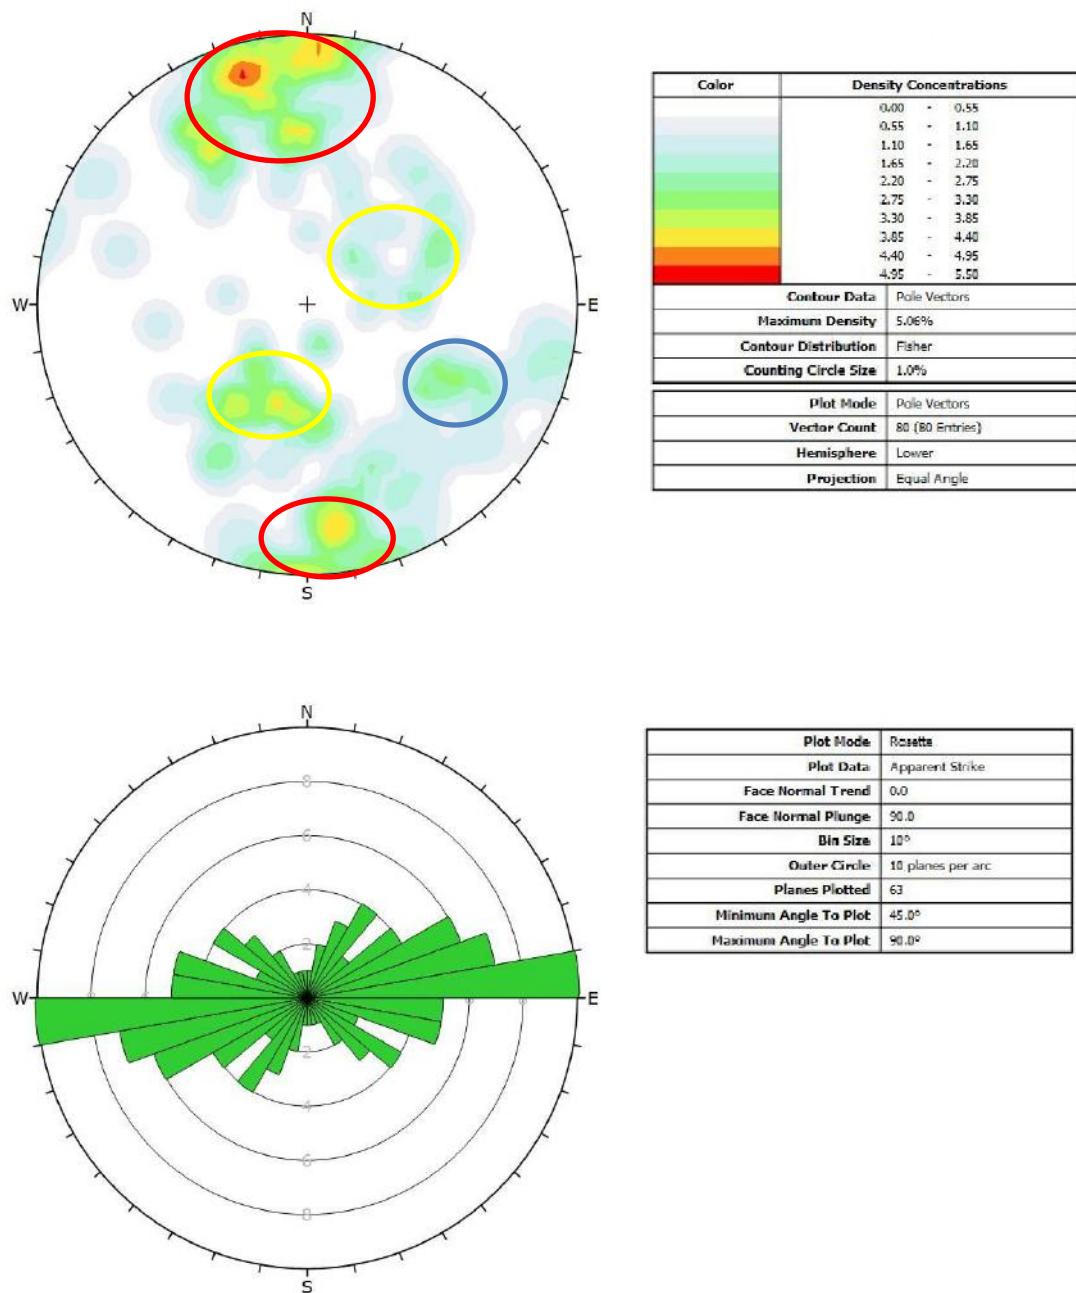 N
W
E
S
Color Density Concentrations
0.00 - 0.55
0.55 - 1.10
1.10 - 1.65
1.65 - 2.20
2.20 - 2.75
2.75 - 3.30
3.30 - 3.85
3.85 - 4.40
4.40 - 4.95
4.95 - 5.50
Contour Data Pole Vectors
Maximum Density 5.06%
Contour Distribution Fisher
Counting Circle Size 1.0%
Plot Mode Pole Vectors
Vector Count 80 (80 Entries)
Hemisphere Lower
Projection Equal Angle
N
8
6
4
2
W
E
2
4
6
8
S
Plot Mode Rosette
Plot Data Apparent Strike
Face Normal Trend 0.0
Face Normal Plunge 90.0
Bin Size 10°
Outer Circle 10 planes per arc
Planes Plotted 63
Minimum Angle To Plot 45.0°
Maximum Angle To Plot 90.0°